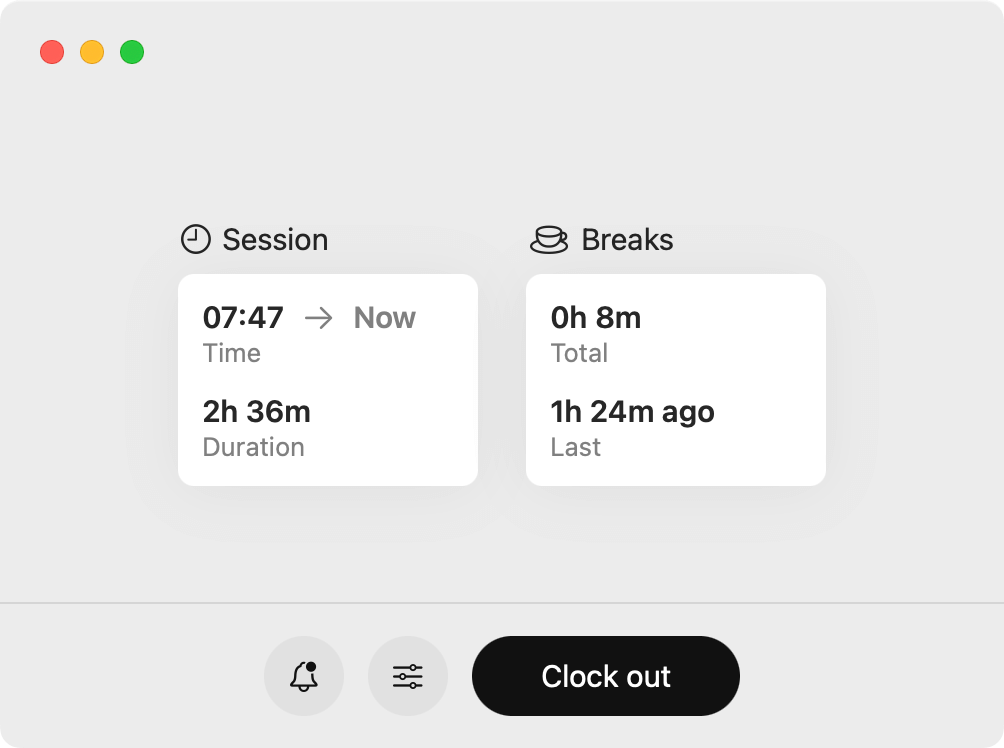 Session
07:47 → Now
Time
2h 36m
Duration
Breaks
0h 8m
Total
1h 24m ago
Last
Clock out